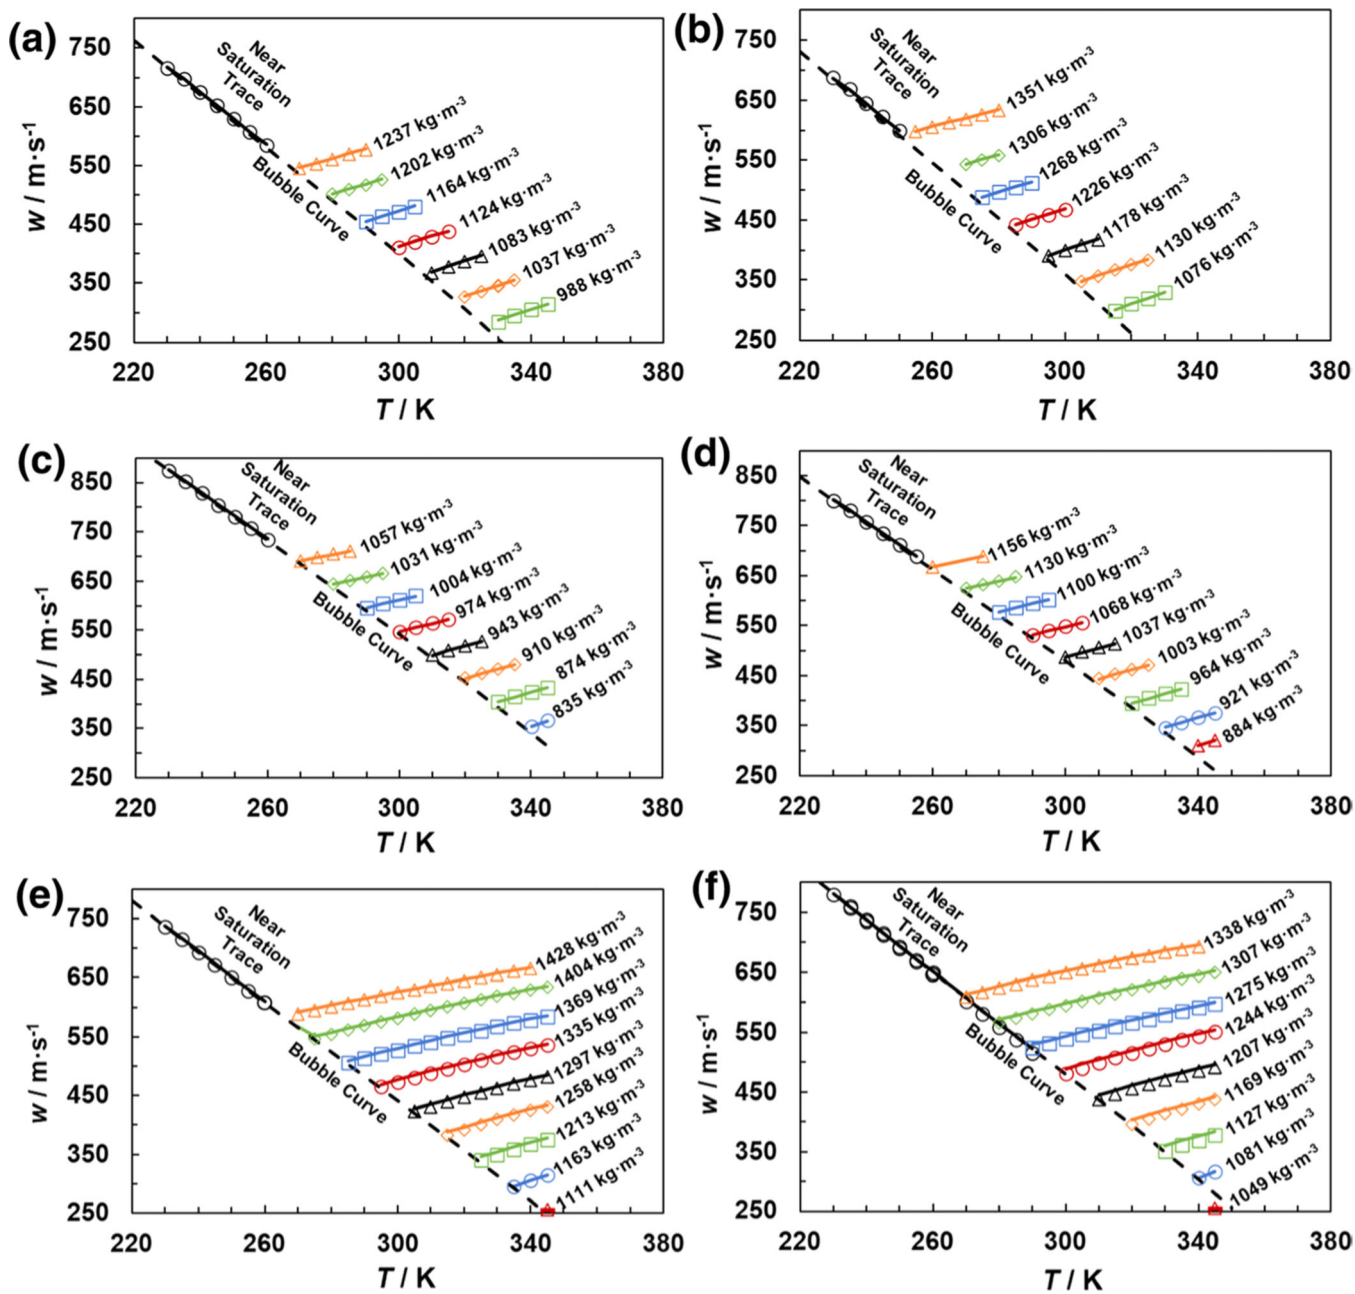 (a)
750
650
550
450
350
250
w / m·s⁻¹
Near
Saturation
Trace
Bubble Curve
1237 kg·m⁻³
1202 kg·m⁻³
1164 kg·m⁻³
1124 kg·m⁻³
1083 kg·m⁻³
1037 kg·m⁻³
988 kg·m⁻³
220 260 300 340 380
T / K
(b)
750
650
550
450
350
250
w / m·s⁻¹
Near
Saturation
Trace
Bubble Curve
1351 kg·m⁻³
1306 kg·m⁻³
1268 kg·m⁻³
1226 kg·m⁻³
1178 kg·m⁻³
1130 kg·m⁻³
1076 kg·m⁻³
220 260 300 340 380
T / K
(c)
850
750
650
550
450
350
250
w / m·s⁻¹
Near
Saturation
Trace
Bubble Curve
1057 kg·m⁻³
1031 kg·m⁻³
1004 kg·m⁻³
974 kg·m⁻³
943 kg·m⁻³
910 kg·m⁻³
874 kg·m⁻³
835 kg·m⁻³
220 260 300 340 380
T / K
(d)
850
750
650
550
450
350
250
w / m·s⁻¹
Near
Saturation
Trace
Bubble Curve
1156 kg·m⁻³
1130 kg·m⁻³
1100 kg·m⁻³
1068 kg·m⁻³
1037 kg·m⁻³
1003 kg·m⁻³
964 kg·m⁻³
921 kg·m⁻³
884 kg·m⁻³
220 260 300 340 380
T / K
(e)
750
650
550
450
350
250
w / m·s⁻¹
Near
Saturation
Trace
Bubble Curve
1428 kg·m⁻³
1404 kg·m⁻³
1369 kg·m⁻³
1335 kg·m⁻³
1297 kg·m⁻³
1258 kg·m⁻³
1213 kg·m⁻³
1163 kg·m⁻³
1111 kg·m⁻³
220 260 300 340 380
T / K
(f)
750
650
550
450
350
250
w / m·s⁻¹
Near
Saturation
Trace
Bubble Curve
1338 kg·m⁻³
1307 kg·m⁻³
1275 kg·m⁻³
1244 kg·m⁻³
1207 kg·m⁻³
1169 kg·m⁻³
1127 kg·m⁻³
1081 kg·m⁻³
1049 kg·m⁻³
220 260 300 340 380
T / K